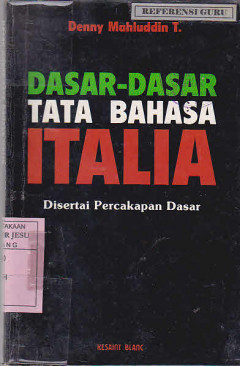 REFERENSI GURU
Denny Mahluddin T.
DASAR-DASAR
TATA BAHASA
ITALIA
Disertai Percakapan Dasar
KESAINT BLANC